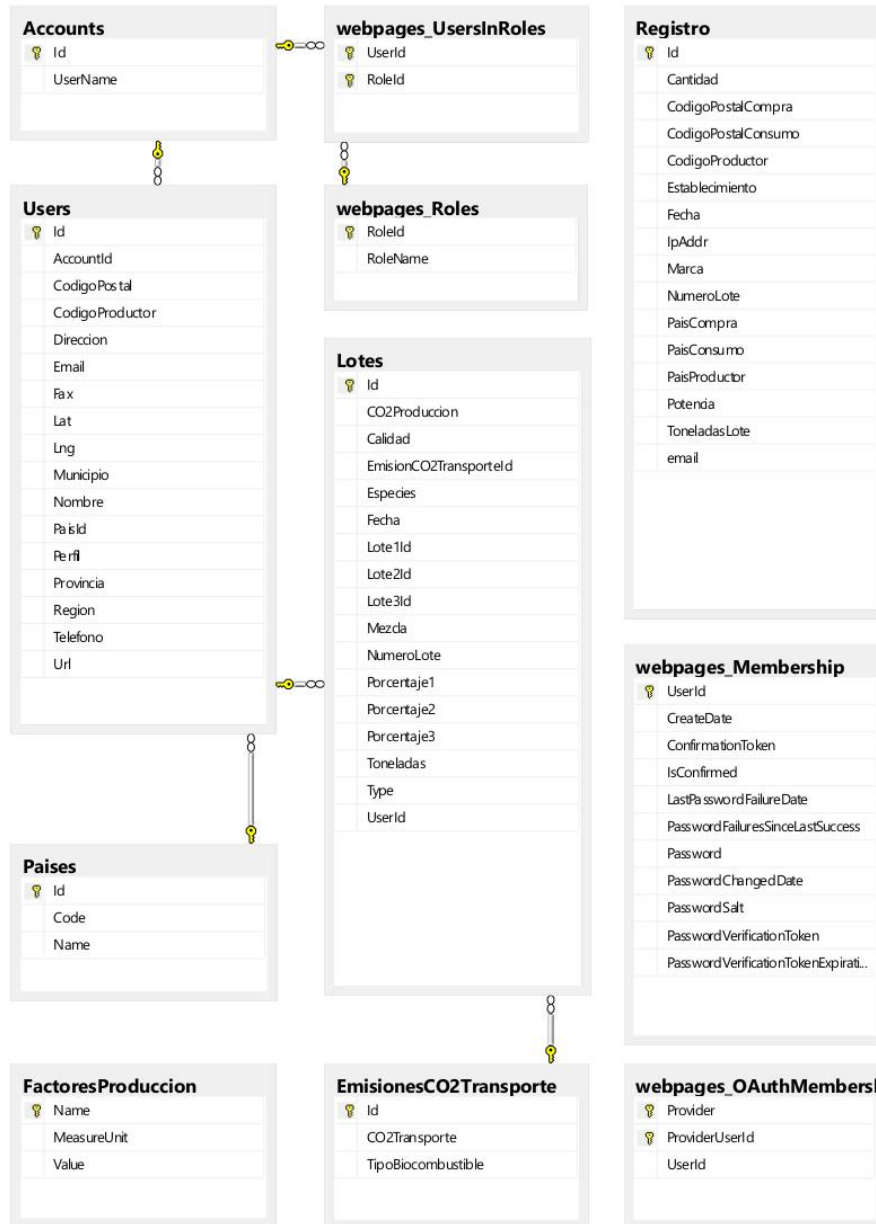 Accounts
Id
UserName
webpages_UsersInRoles
UserId
RoleId
Registro
Id
Cantidad
CodigoPostalCompra
CodigoPostalConsumo
CodigoProductor
Establecimiento
Fecha
IpAddr
Marca
NumeroLote
PaisCompra
PaisConsumo
PaisProductor
Potencia
ToneladasLote
email
Users
Id
AccountId
CodigoPostal
CodigoProductor
Direccion
Email
Fax
Lat
Lng
Municipio
Nombre
PaisId
Perfil
Provincia
Region
Telefono
Url
webpages_Roles
RoleId
RoleName
Lotes
Id
CO2Produccion
Calidad
EmisionCO2TransporteId
Especies
Fecha
Lote1Id
Lote2Id
Lote3Id
Mezcla
NumeroLote
Porcentaje1
Porcentaje2
Porcentaje3
Toneladas
Type
UserId
webpages_Membership
UserId
CreateDate
ConfirmationToken
IsConfirmed
LastPasswordFailureDate
PasswordFailuresSinceLastSuccess
Password
PasswordChangedDate
PasswordSalt
PasswordVerificationToken
PasswordVerificationTokenExpirati...
Paises
Id
Code
Name
FactoresProduccion
Name
MeasureUnit
Value
EmisionesCO2Transporte
Id
CO2Transporte
TipoBiocombustible
webpages_OAuthMembersh
Provider
ProviderUserId
UserId